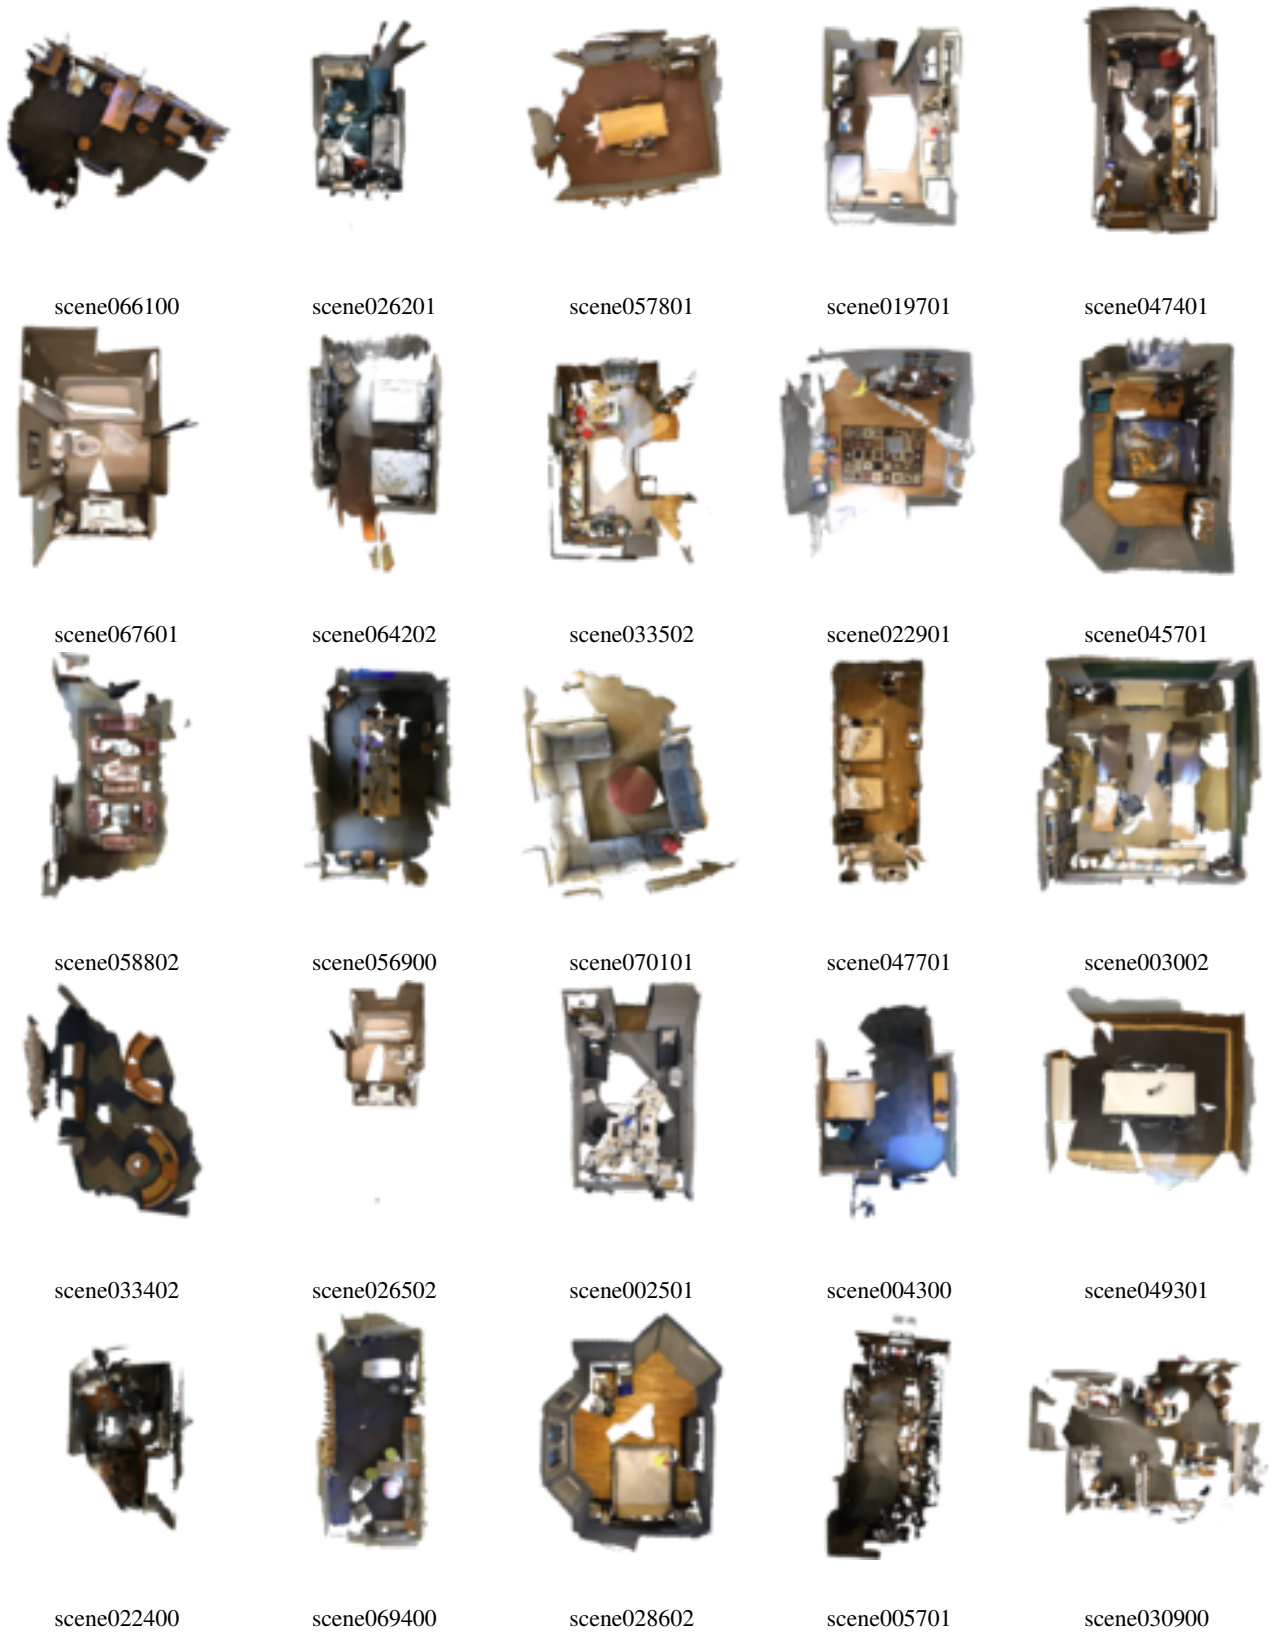 scene066100 scene026201 scene057801 scene019701 scene047401
scene067601 scene064202 scene033502 scene022901 scene045701
scene058802 scene056900 scene070101 scene047701 scene003002
scene033402 scene026502 scene002501 scene004300 scene049301
scene022400 scene069400 scene028602 scene005701 scene030900